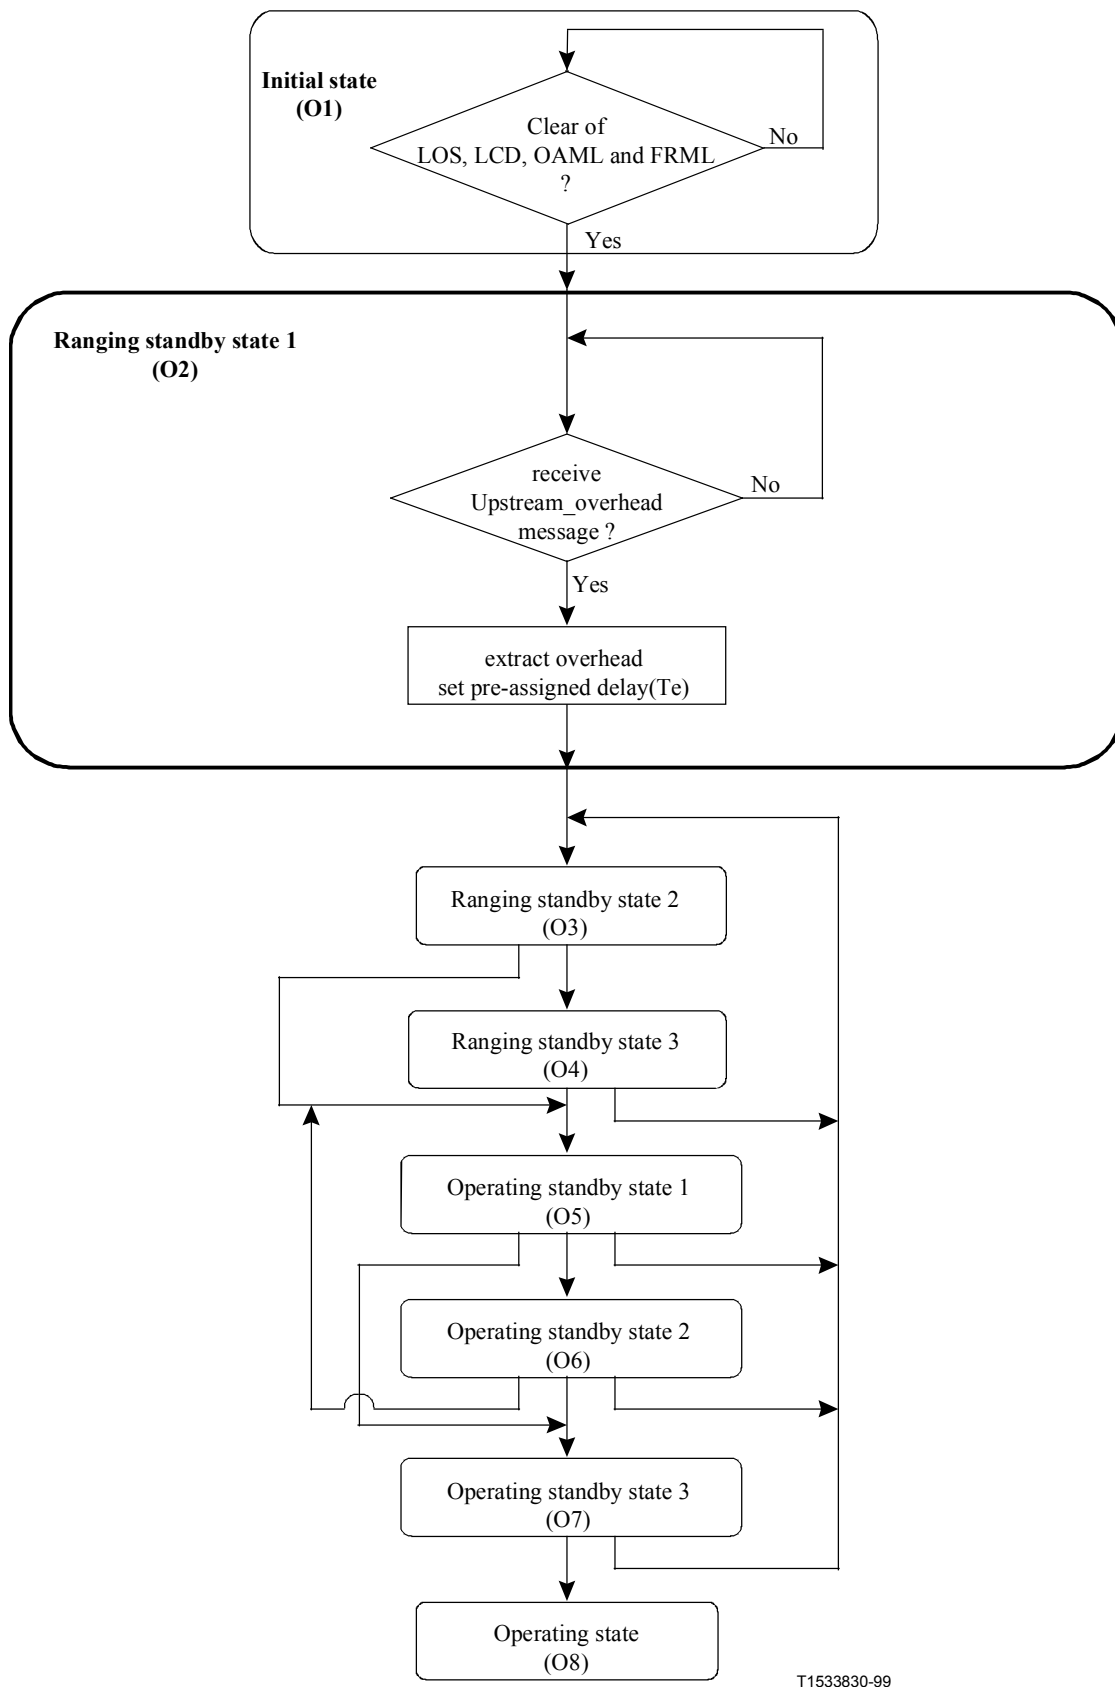 Initial state
(O1)
Clear of
LOS, LCD, OAML and FRML
?
No
Yes
Ranging standby state 1
(O2)
receive
Upstream_overhead
message ?
No
Yes
extract overhead
set pre-assigned delay(Te)
Ranging standby state 2
(O3)
Ranging standby state 3
(O4)
Operating standby state 1
(O5)
Operating standby state 2
(O6)
Operating standby state 3
(O7)
Operating state
(O8)
T1533830-99